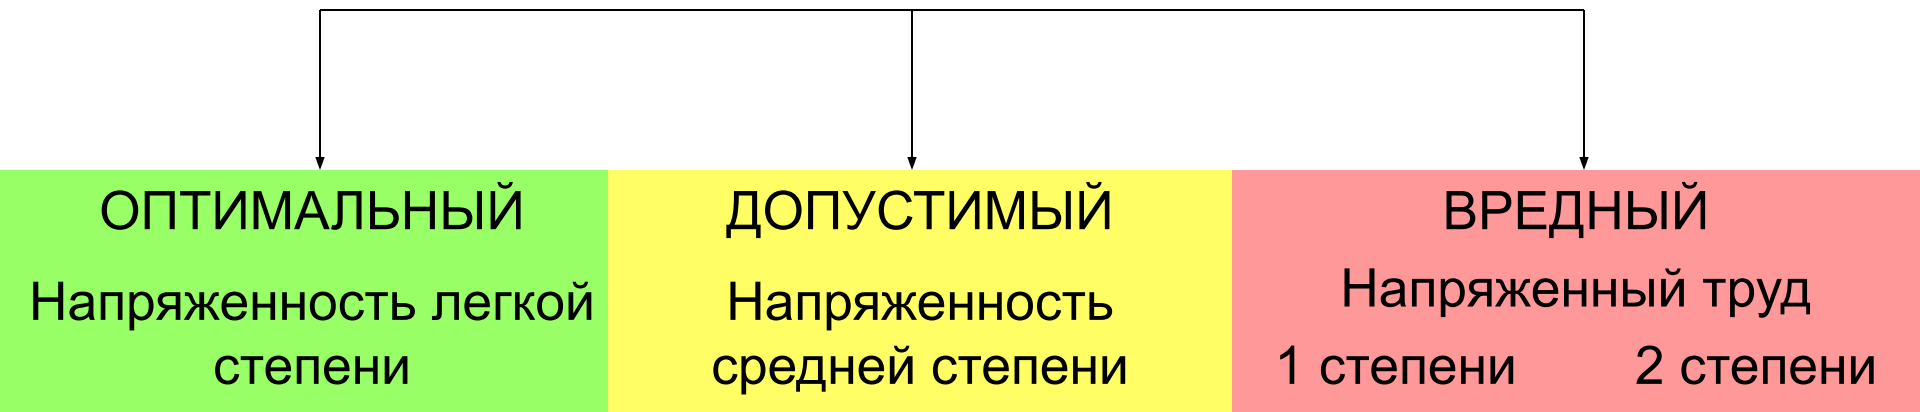 ОПТИМАЛЬНЫЙ
Напряженность легкой
степени
ДОПУСТИМЫЙ
Напряженность
средней степени
ВРЕДНЫЙ
Напряженный труд
1 степени 2 степени